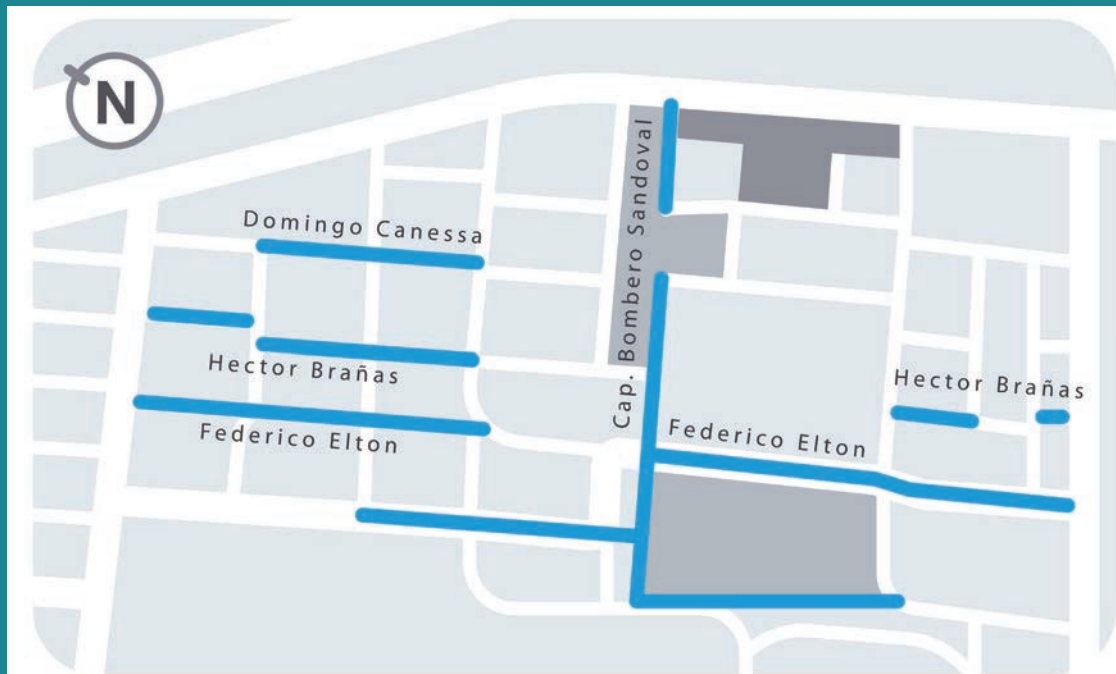 N
Domingo Canessa
Cap. Bombero Sandoval
Hector Brañas
Hector Brañas
Federico Elton
Federico Elton